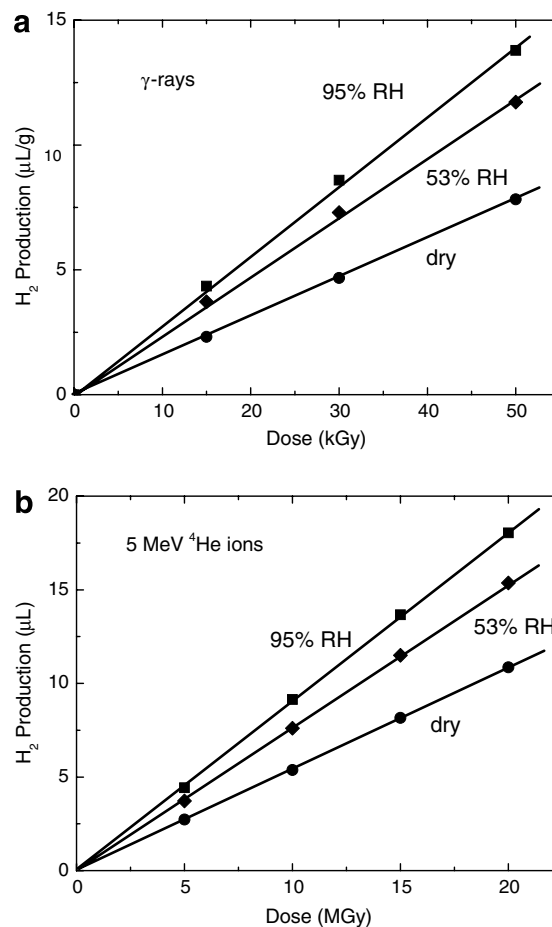 a
15
γ-rays
95% RH
10
53% RH
5
dry
0
0 10 20 30 40 50
H₂ Production (μL/g)
Dose (kGy)
b
20
5 MeV ⁴He ions
15
95% RH
53% RH
10
dry
5
0
0 5 10 15 20
H₂ Production (μL)
Dose (MGy)